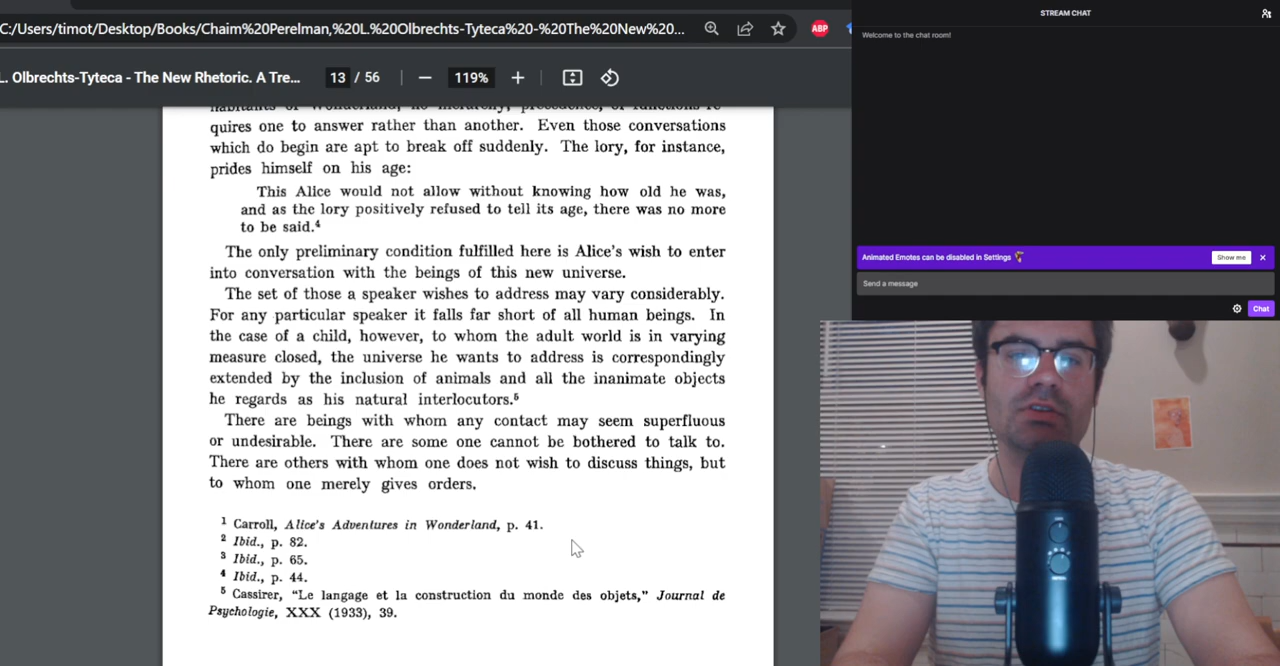 C:/Users/timot/Desktop/Books/Chaim%20Perelman,%20L.%20Olbrechts-Tyteca%20-%20The%20New%20...
ABP
L. Olbrechts-Tyteca - The New Rhetoric. A Tre...
13 / 56
119%
habitants of Wonderland, no hierarchy, precedence, or functions re-
quires one to answer rather than another. Even those conversations
which do begin are apt to break off suddenly. The lory, for instance,
prides himself on his age:
This Alice would not allow without knowing how old he was,
and as the lory positively refused to tell its age, there was no more
to be said.⁴
The only preliminary condition fulfilled here is Alice's wish to enter
into conversation with the beings of this new universe.
The set of those a speaker wishes to address may vary considerably.
For any particular speaker it falls far short of all human beings. In
the case of a child, however, to whom the adult world is in varying
measure closed, the universe he wants to address is correspondingly
extended by the inclusion of animals and all the inanimate objects
he regards as his natural interlocutors.⁵
There are beings with whom any contact may seem superfluous
or undesirable. There are some one cannot be bothered to talk to.
There are others with whom one does not wish to discuss things, but
to whom one merely gives orders.
¹ Carroll, Alice's Adventures in Wonderland, p. 41.
² Ibid., p. 82.
³ Ibid., p. 65.
⁴ Ibid., p. 44.
⁵ Cassirer, "Le langage et la construction du monde des objets," Journal de
Psychologie, XXX (1933), 39.
STREAM CHAT
Welcome to the chat room!
Animated Emotes can be disabled in Settings
Show me
Send a message
Chat